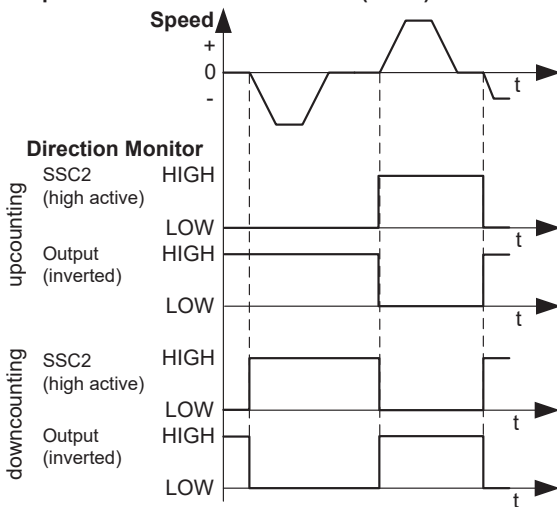 Speed
+
0
-
t
Direction Monitor
upcounting
SSC2
(high active)
HIGH
LOW
t
Output
(inverted)
HIGH
LOW
t
downcounting
SSC2
(high active)
HIGH
LOW
t
Output
(inverted)
HIGH
LOW
t